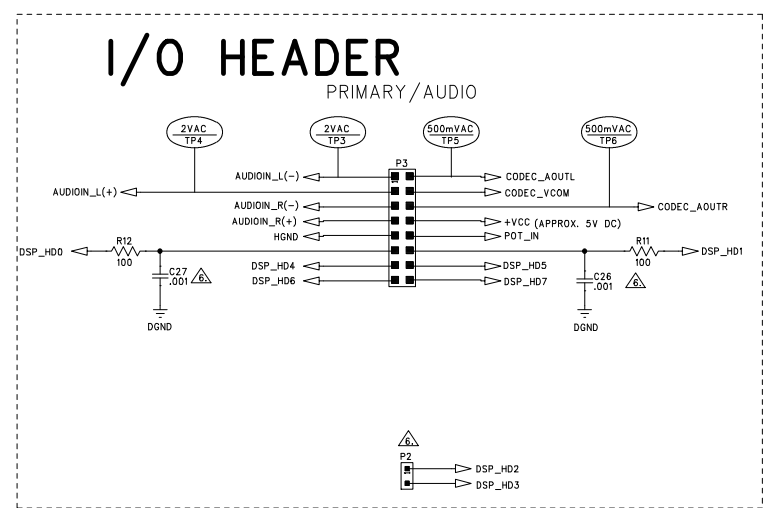 I/O HEADER
PRIMARY/AUDIO
2VAC
TP4
2VAC
TP3
500mVAC
TP5
500mVAC
TP6
P3
1
AUDIOIN_L(-)
CODEC_AOUTL
AUDIOIN_L(+)
CODEC_VCOM
AUDIOIN_R(-)
CODEC_AOUTR
AUDIOIN_R(+)
+VCC (APPROX. 5V DC)
HGND
POT_IN
DSP_HD0
R12
100
R11
100
DSP_HD1
C27
.001
6.
DSP_HD4
DSP_HD5
C26
.001
6.
DSP_HD6
DSP_HD7
DGND
DGND
6.
P2
1
DSP_HD2
DSP_HD3